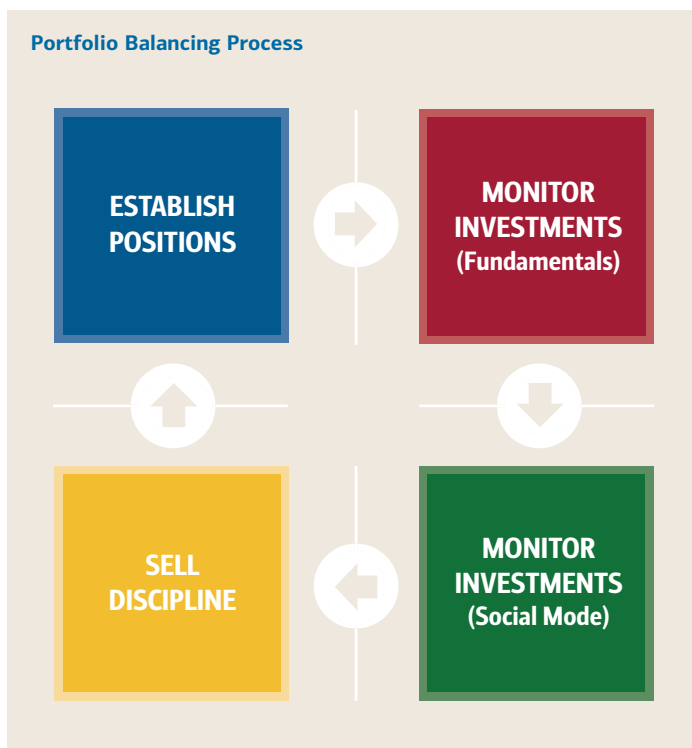 Portfolio Balancing Process
ESTABLISH
POSITIONS
MONITOR
INVESTMENTS
(Fundamentals)
SELL
DISCIPLINE
MONITOR
INVESTMENTS
(Social Mode)